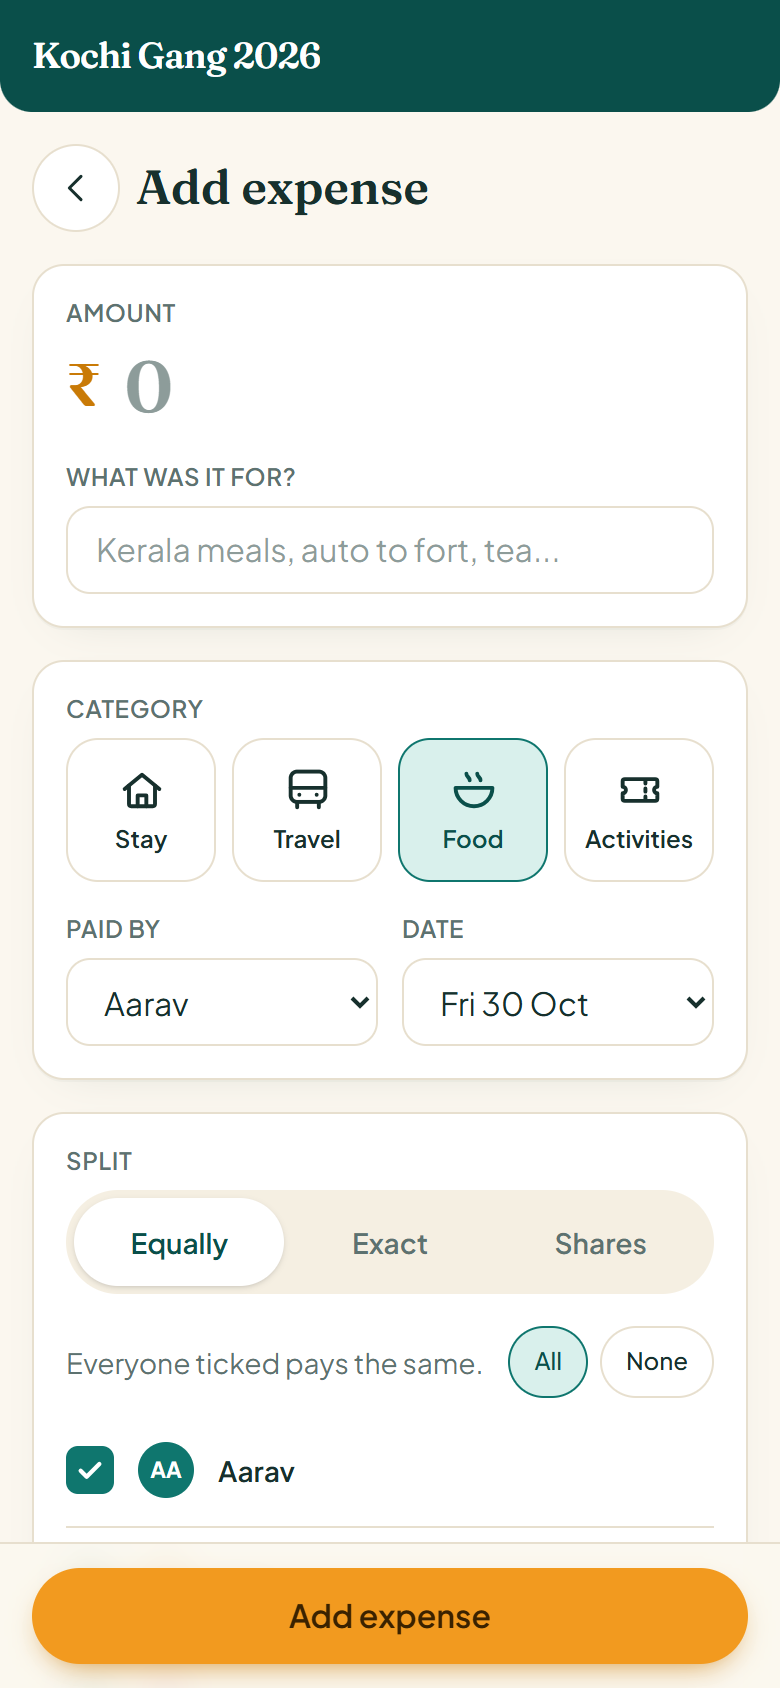 Kochi Gang 2026
Add expense
AMOUNT
₹ 0
WHAT WAS IT FOR?
Kerala meals, auto to fort, tea...
CATEGORY
Stay Travel Food Activities
PAID BY DATE
Aarav Fri 30 Oct
SPLIT
Equally Exact Shares
Everyone ticked pays the same. All None
AA Aarav
Add expense